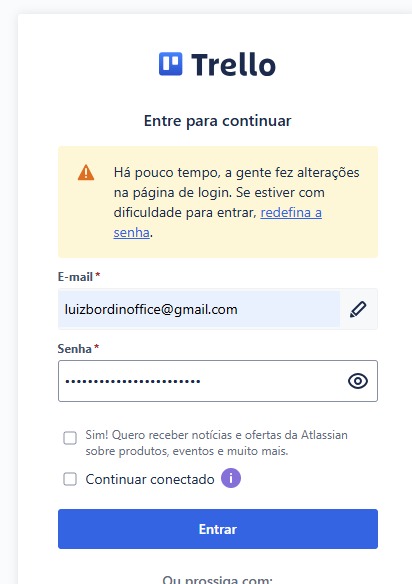 Trello
Entre para continuar
Há pouco tempo, a gente fez alterações
na página de login. Se estiver com
dificuldade para entrar, redefina a
senha.
E-mail *
luizbordinoffice@gmail.com
Senha *
••••••••••••••••••••••••
Sim! Quero receber notícias e ofertas da Atlassian
sobre produtos, eventos e muito mais.
Continuar conectado i
Entrar
Ou prossiga com: